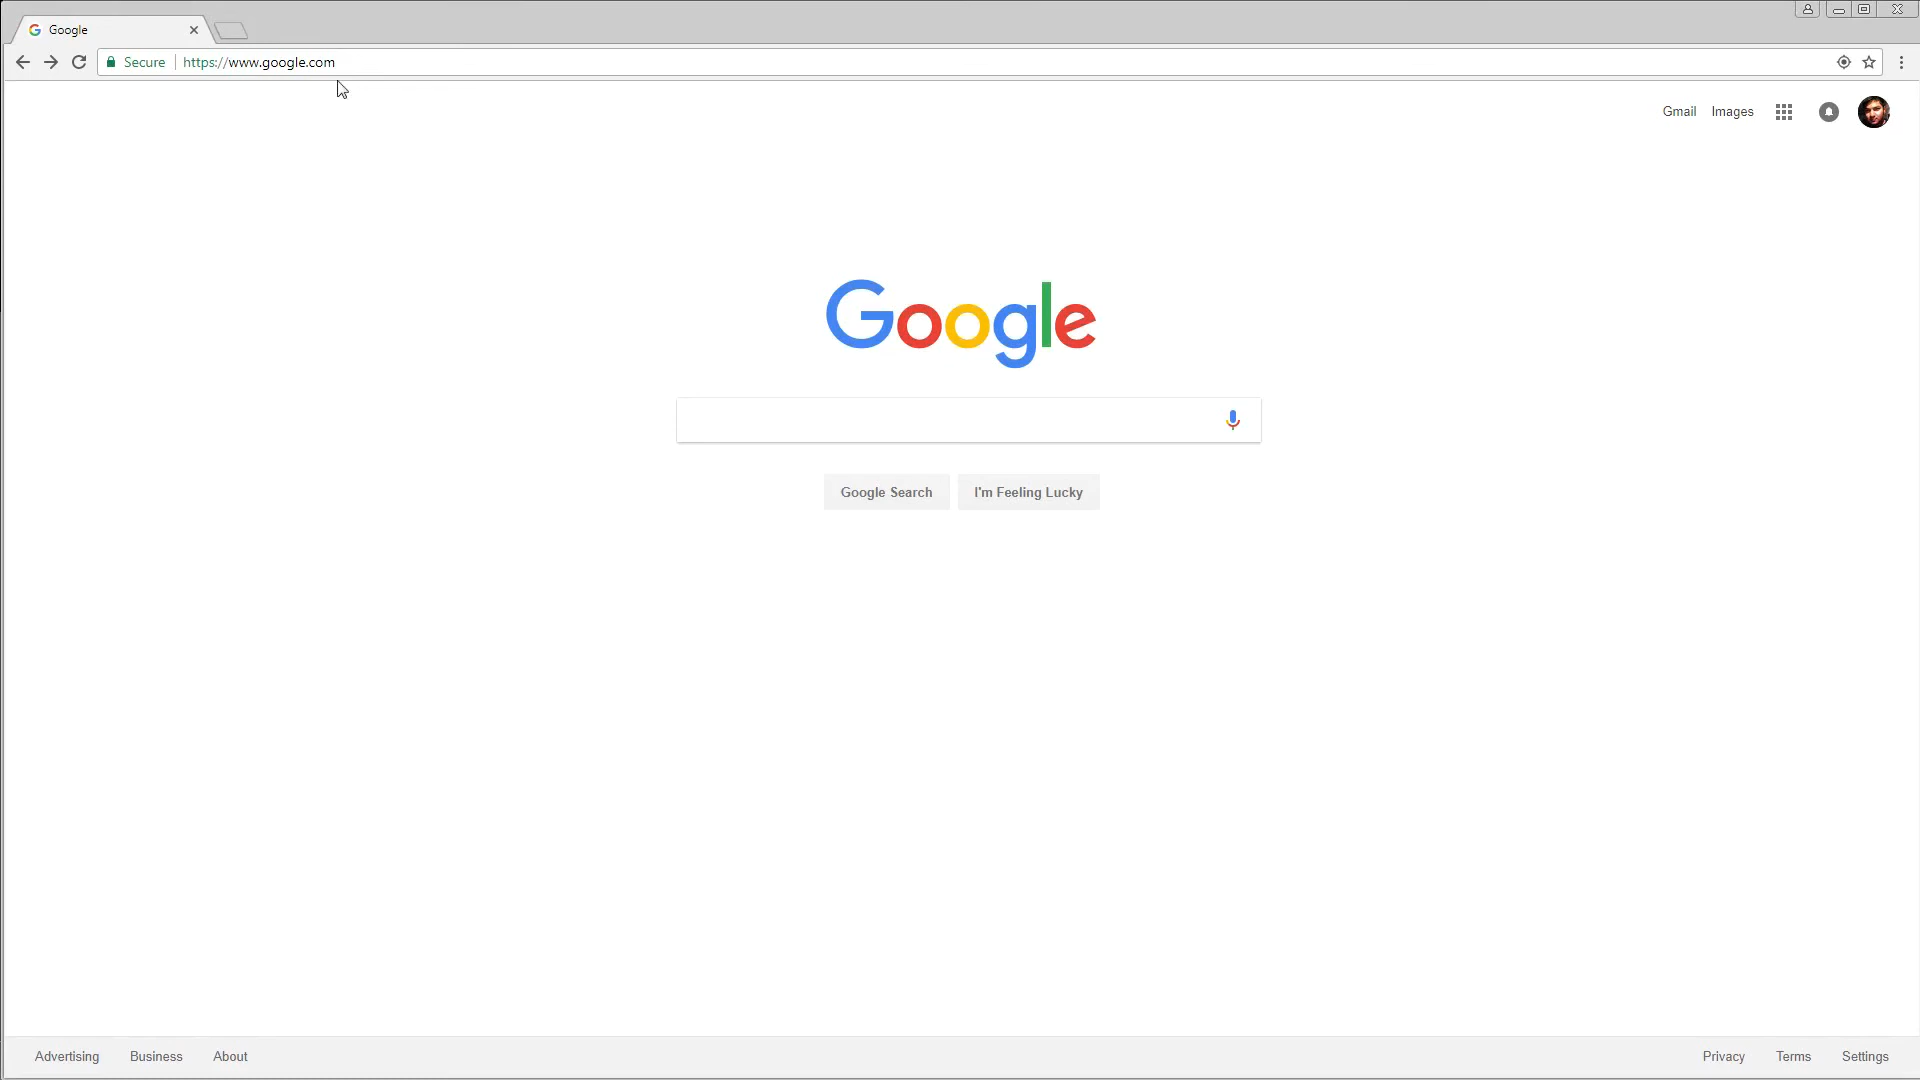 Google
Secure https://www.google.com
Gmail Images
Google
Google Search I'm Feeling Lucky
Advertising Business About Privacy Terms Settings